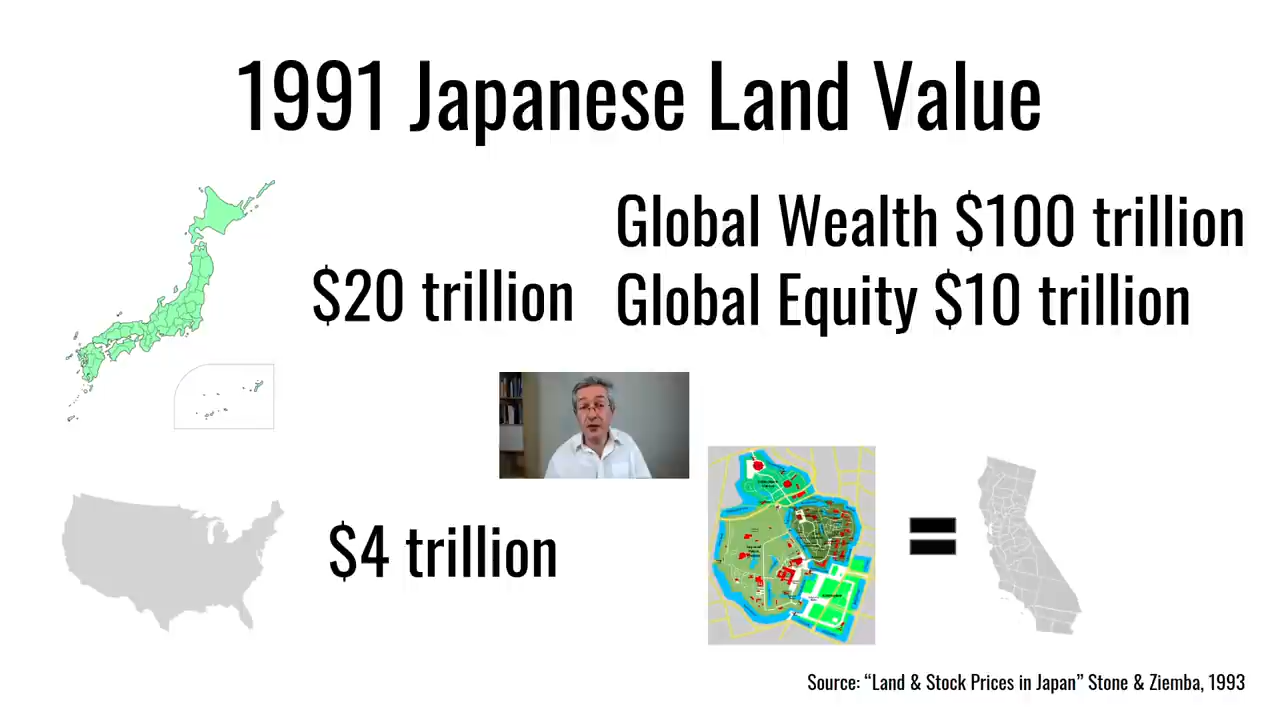 1991 Japanese Land Value
$20 trillion
Global Wealth $100 trillion
Global Equity $10 trillion
$4 trillion
=
Source: “Land & Stock Prices in Japan” Stone & Ziemba, 1993